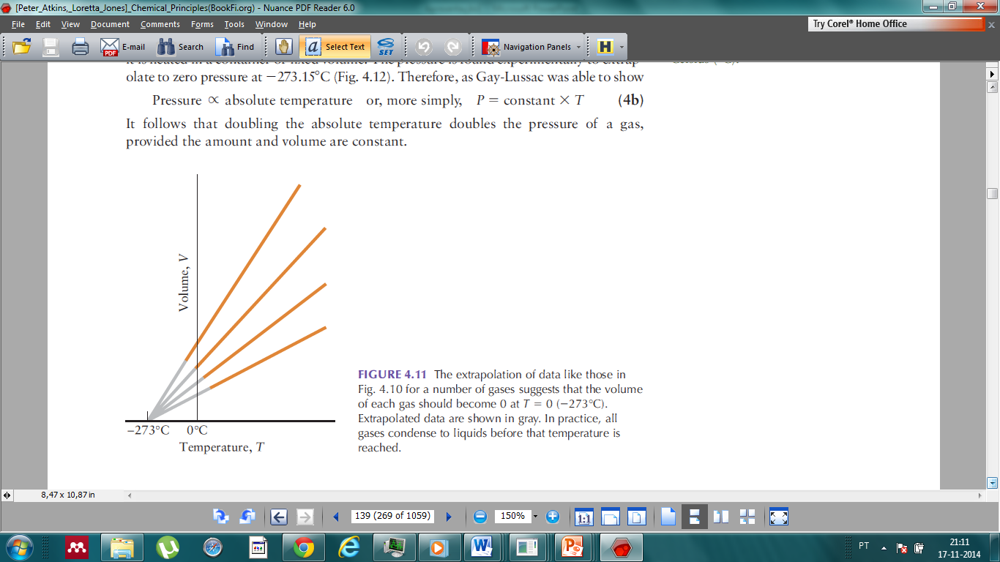 [Peter_Atkins,_Loretta_Jones]_Chemical_Principles(BookFi.org) - Nuance PDF Reader 6.0
File Edit View Document Comments Forms Tools Window Help
Try Corel® Home Office
PDF E-mail Search Find a Select Text SET Navigation Panels H
olate to zero pressure at −273.15°C (Fig. 4.12). Therefore, as Gay-Lussac was able to show
Pressure ∝ absolute temperature or, more simply, P = constant × T (4b)
It follows that doubling the absolute temperature doubles the pressure of a gas,
provided the amount and volume are constant.
Volume, V
−273°C 0°C
Temperature, T
FIGURE 4.11 The extrapolation of data like those in
Fig. 4.10 for a number of gases suggests that the volume
of each gas should become 0 at T = 0 (−273°C).
Extrapolated data are shown in gray. In practice, all
gases condense to liquids before that temperature is
reached.
8,47 x 10,87 in
139 (269 of 1059) 150% 1:1
PT 21:11
17-11-2014